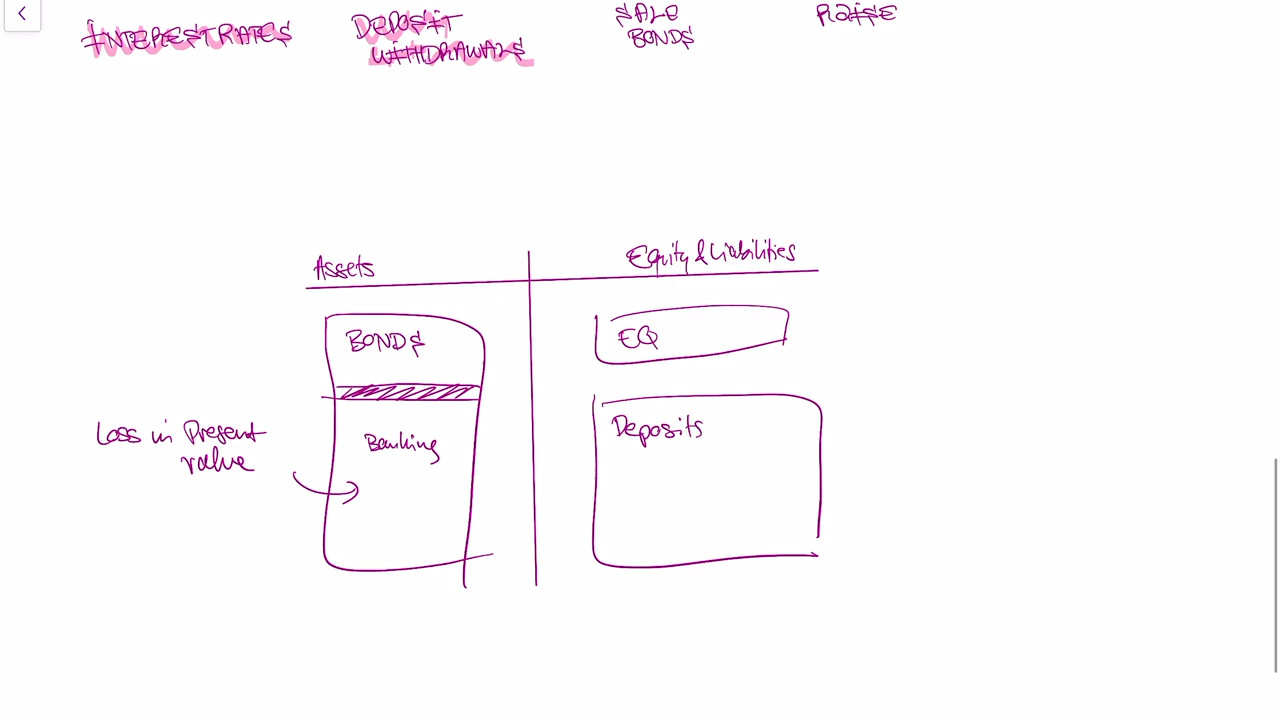 INTEREST RATES
DEPOSIT
WITHDRAWALS
SALE
BONDS
RAISE
Assets
Equity & Liabilities
BONDS
EQ
Loss in Present
value
Banking
Deposits